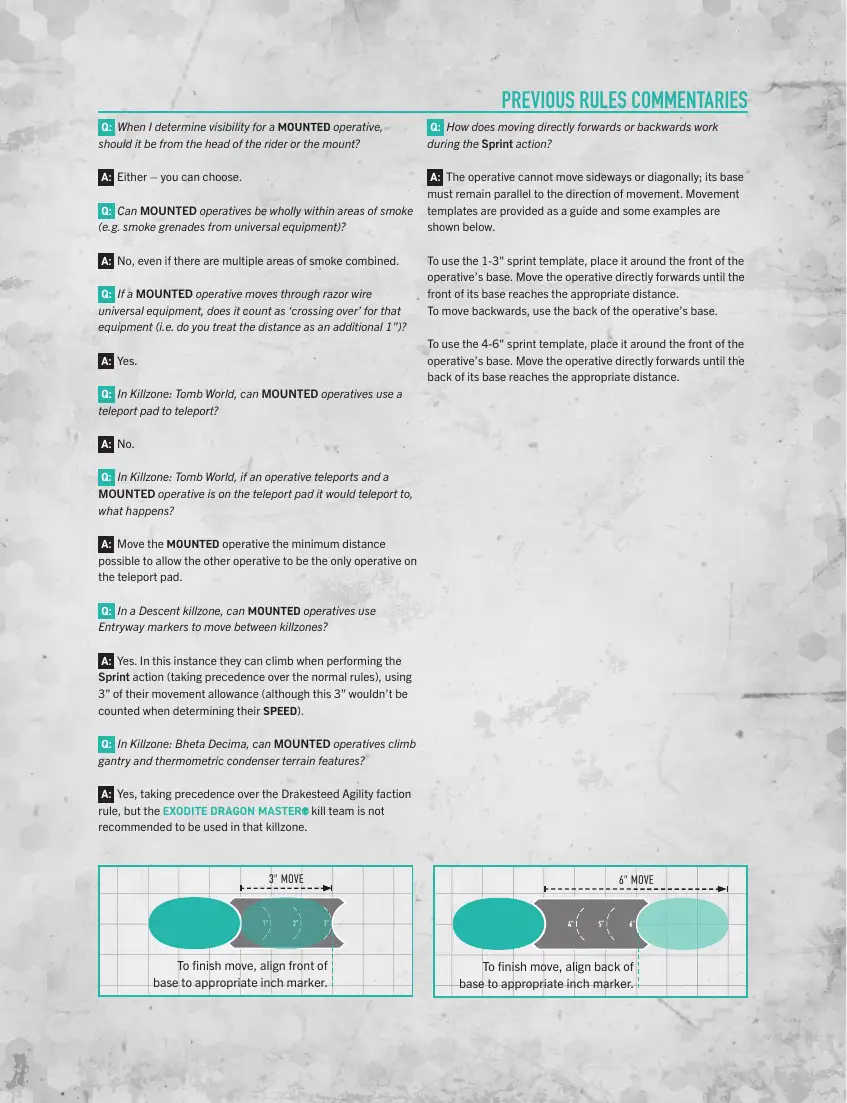 PREVIOUS RULES COMMENTARIES
Q: When I determine visibility for a MOUNTED operative,
should it be from the head of the rider or the mount?
A: Either – you can choose.
Q: Can MOUNTED operatives be wholly within areas of smoke
(e.g. smoke grenades from universal equipment)?
A: No, even if there are multiple areas of smoke combined.
Q: If a MOUNTED operative moves through razor wire
universal equipment, does it count as ‘crossing over’ for that
equipment (i.e. do you treat the distance as an additional 1”)?
A: Yes.
Q: In Killzone: Tomb World, can MOUNTED operatives use a
teleport pad to teleport?
A: No.
Q: In Killzone: Tomb World, if an operative teleports and a
MOUNTED operative is on the teleport pad it would teleport to,
what happens?
A: Move the MOUNTED operative the minimum distance
possible to allow the other operative to be the only operative on
the teleport pad.
Q: In a Descent killzone, can MOUNTED operatives use
Entryway markers to move between killzones?
A: Yes. In this instance they can climb when performing the
Sprint action (taking precedence over the normal rules), using
3” of their movement allowance (although this 3” wouldn’t be
counted when determining their SPEED).
Q: In Killzone: Bheta Decima, can MOUNTED operatives climb
gantry and thermometric condenser terrain features?
A: Yes, taking precedence over the Drakesteed Agility faction
rule, but the EXODITE DRAGON MASTER kill team is not
recommended to be used in that killzone.
Q: How does moving directly forwards or backwards work
during the Sprint action?
A: The operative cannot move sideways or diagonally; its base
must remain parallel to the direction of movement. Movement
templates are provided as a guide and some examples are
shown below.
To use the 1-3" sprint template, place it around the front of the
operative’s base. Move the operative directly forwards until the
front of its base reaches the appropriate distance.
To move backwards, use the back of the operative’s base.
To use the 4-6" sprint template, place it around the front of the
operative’s base. Move the operative directly forwards until the
back of its base reaches the appropriate distance.
3" MOVE
1" 2" 3"
To finish move, align front of
base to appropriate inch marker.
6" MOVE
4" 5" 6"
To finish move, align back of
base to appropriate inch marker.